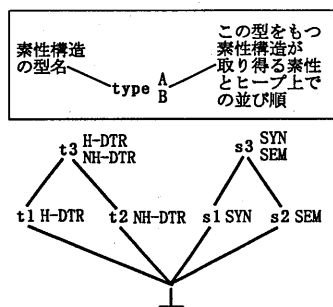 素性構造
の型名
type A
B
この型をもつ
素性構造が
取り得る素性
とヒープ上で
の並び順
t3 H-DTR
NH-DTR
s3 SYN
SEM
t1 H-DTR
t2 NH-DTR
s1 SYN
s2 SEM
⊥